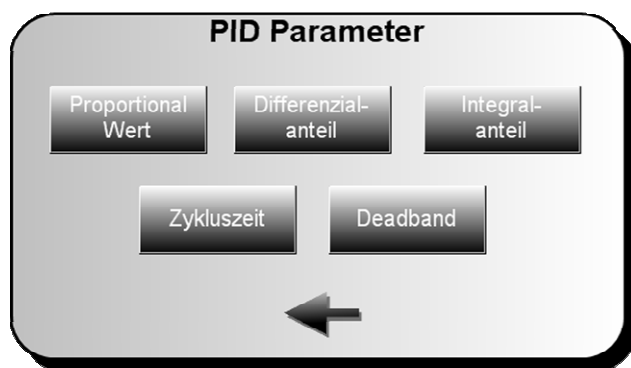 PID Parameter
Proportional
Wert
Differenzial-
anteil
Integral-
anteil
Zykluszeit
Deadband